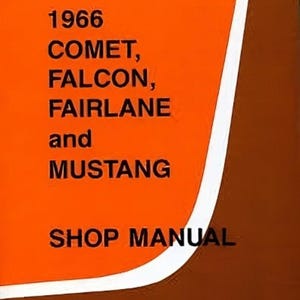 1966
COMET,
FALCON,
FAIRLANE
and
MUSTANG
SHOP MANUAL